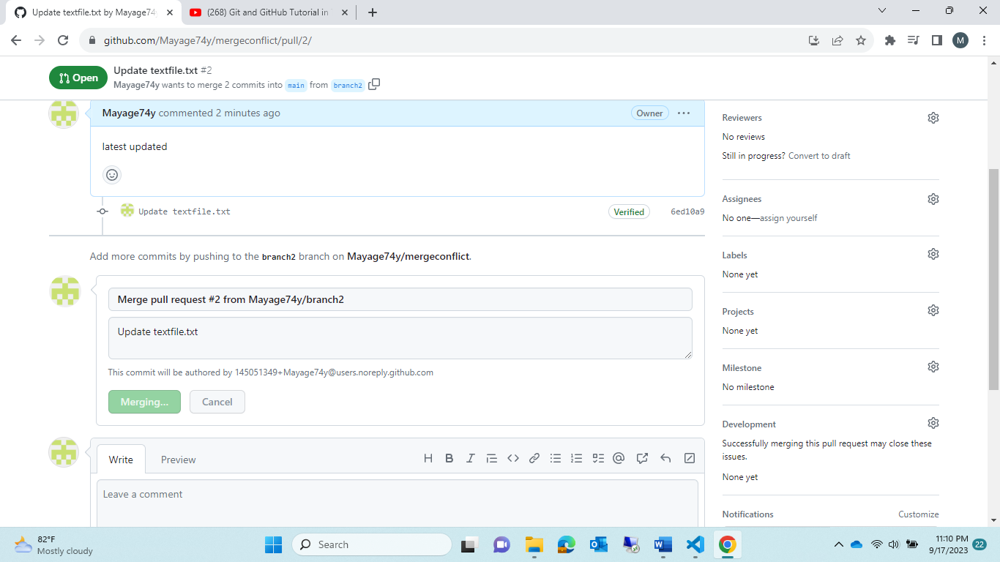 Update textfile.txt by Mayage74y
(268) Git and GitHub Tutorial in
github.com/Mayage74y/mergeconflict/pull/2/
M
Open
Update textfile.txt #2
Mayage74y wants to merge 2 commits into main from branch2
Mayage74y commented 2 minutes ago
Owner
latest updated
Update textfile.txt
Verified
6ed10a9
Add more commits by pushing to the branch2 branch on Mayage74y/mergeconflict.
Merge pull request #2 from Mayage74y/branch2
Update textfile.txt
This commit will be authored by 145051349+Mayage74y@users.noreply.github.com
Merging...
Cancel
Write
Preview
Leave a comment
Reviewers
No reviews
Still in progress? Convert to draft
Assignees
No one—assign yourself
Labels
None yet
Projects
None yet
Milestone
No milestone
Development
Successfully merging this pull request may close these
issues.
None yet
Notifications
Customize
82°F
Mostly cloudy
Search
11:10 PM
9/17/2023
22